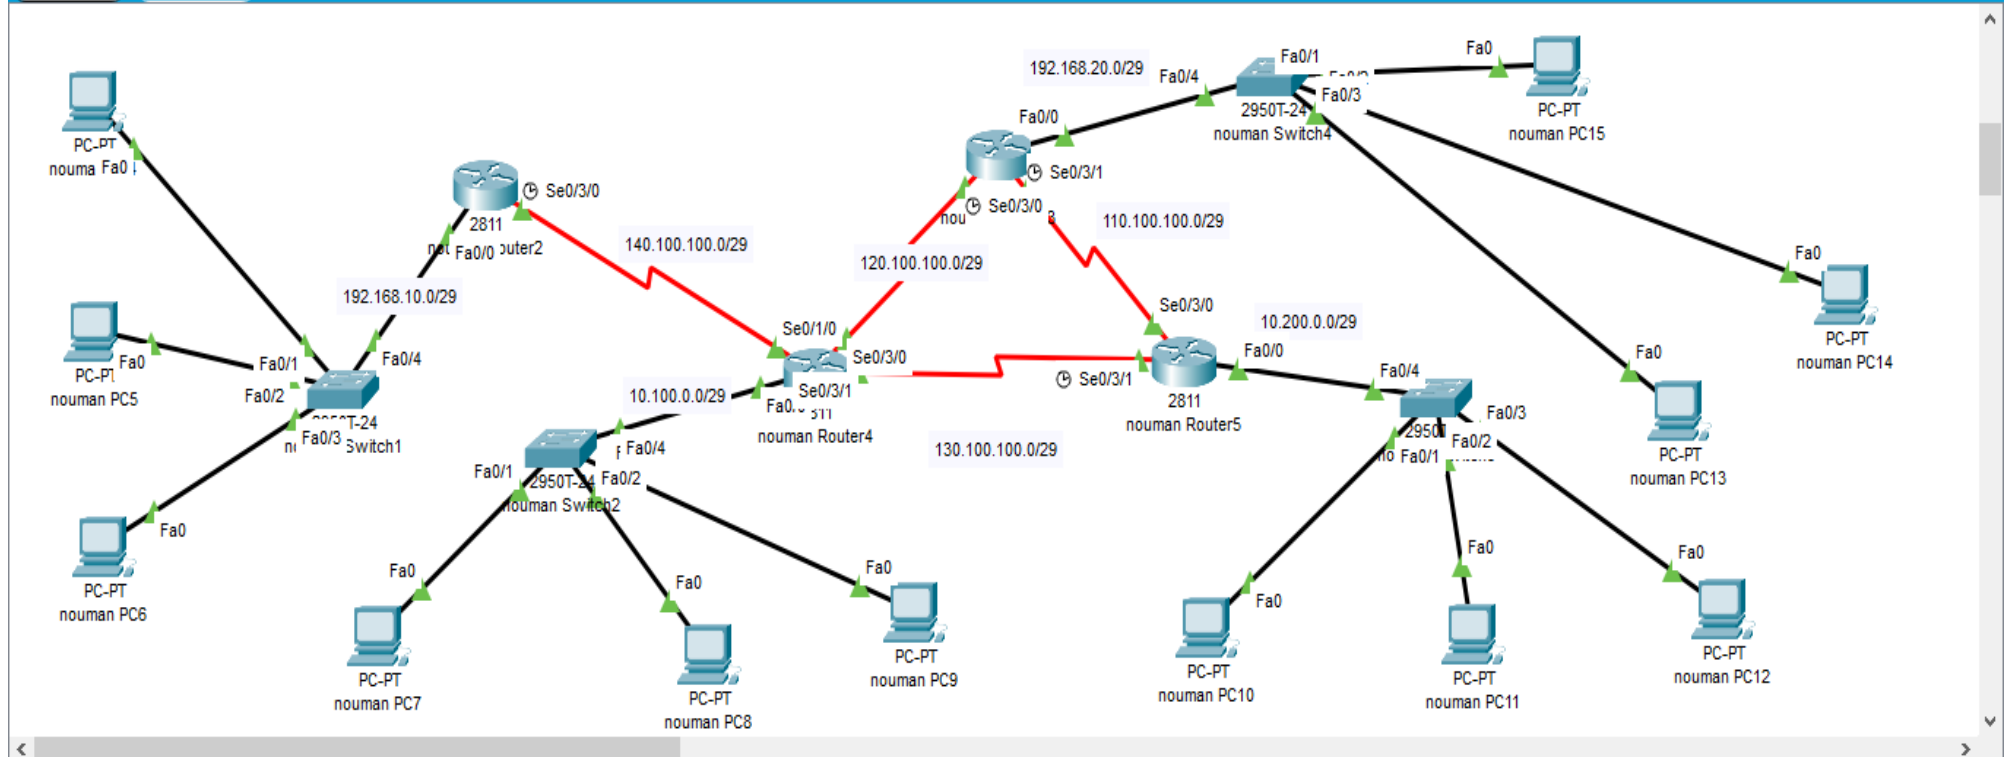 Fa0/1
Fa0
192.168.20.0/29
Fa0/4
Fa0/3
2950T-24
nouman Switch4
PC-PT
nouman PC15
Fa0/0
PC-PT
Fa0
Se0/3/0
2811
Fa0/0
Se0/3/1
Se0/3/0
110.100.100.0/29
140.100.100.0/29
120.100.100.0/29
192.168.10.0/29
Fa0
PC-PT
nouman PC14
Se0/3/0
10.200.0.0/29
Se0/1/0
Fa0
Fa0/1
Fa0/4
Se0/3/0
Fa0/0
Fa0
Fa0/4
nouman PC5
Fa0/2
10.100.0.0/29
Se0/3/1
Se0/3/1
2811
nouman Router5
Fa0/3
Switch1
nouman Router4
130.100.100.0/29
Fa0/3
Fa0/2
Fa0/1
PC-PT
nouman PC13
Fa0/4
Fa0/1
Fa0/2
2950T-24
nouman Switch2
Fa0
PC-PT
nouman PC6
Fa0
Fa0
Fa0
Fa0
Fa0
Fa0
PC-PT
nouman PC7
PC-PT
nouman PC8
PC-PT
nouman PC9
PC-PT
nouman PC10
PC-PT
nouman PC11
PC-PT
nouman PC12